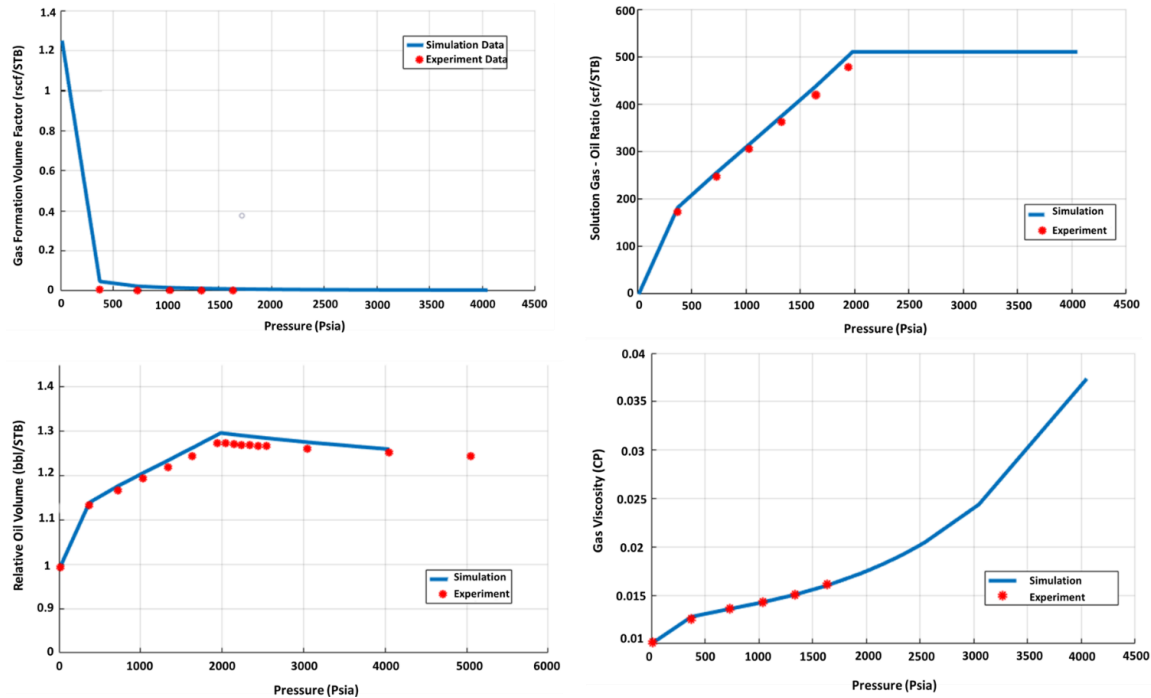 1.4
1.2
1
0.8
0.6
0.4
0.2
0
Gas Formation Volume Factor (rscf/STB)
Simulation Data
Experiment Data
0 500 1000 1500 2000 2500 3000 3500 4000 4500
Pressure (Psia)
600
500
400
300
200
100
0
Solution Gas - Oil Ratio (scf/STB)
Simulation
Experiment
0 500 1000 1500 2000 2500 3000 3500 4000 4500
Pressure (Psia)
1.4
1.3
1.2
1.1
1
0.9
0
Relative Oil Volume (bbl/STB)
Simulation
Experiment
0 1000 2000 3000 4000 5000 6000
Pressure (Psia)
0.04
0.035
0.03
0.025
0.02
0.015
0.01
Gas Viscosity (CP)
Simulation
Experiment
0 500 1000 1500 2000 2500 3000 3500 4000 4500
Pressure (Psia)